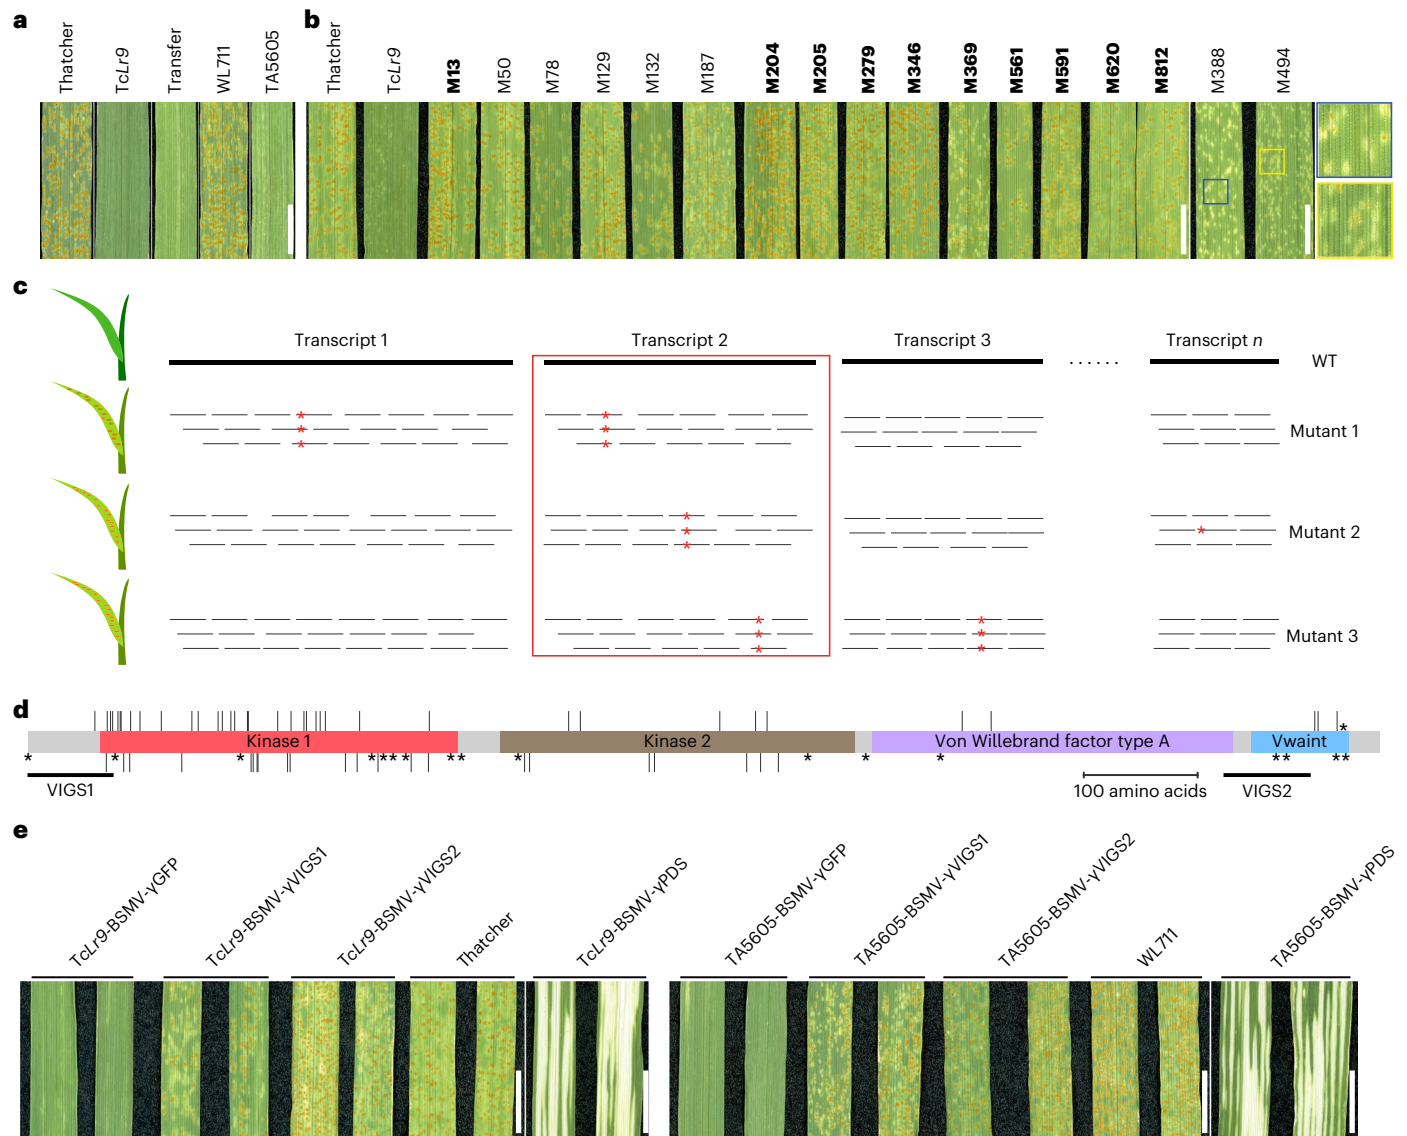 a
Thatcher
TcLr9
Transfer
WL711
TA5605
b
Thatcher
TcLr9
M13
M50
M78
M129
M132
M187
M204
M205
M279
M346
M369
M561
M591
M620
M812
M388
M494
c
Transcript 1
Transcript 2
Transcript 3
......
Transcript n
WT
* *
* *
* *
Mutant 1
*
* *
*
Mutant 2
* *
* *
* *
Mutant 3
d
*
Kinase 1
Kinase 2
Von Willebrand factor type A
Vwaint
* * * * * * * * * * * * * * * * *
VIGS1
100 amino acids
VIGS2
e
TcLr9-BSMV-γGFP
TcLr9-BSMV-γVIGS1
TcLr9-BSMV-γVIGS2
Thatcher
TcLr9-BSMV-γPDS
TA5605-BSMV-γGFP
TA5605-BSMV-γVIGS1
TA5605-BSMV-γVIGS2
WL711
TA5605-BSMV-γPDS